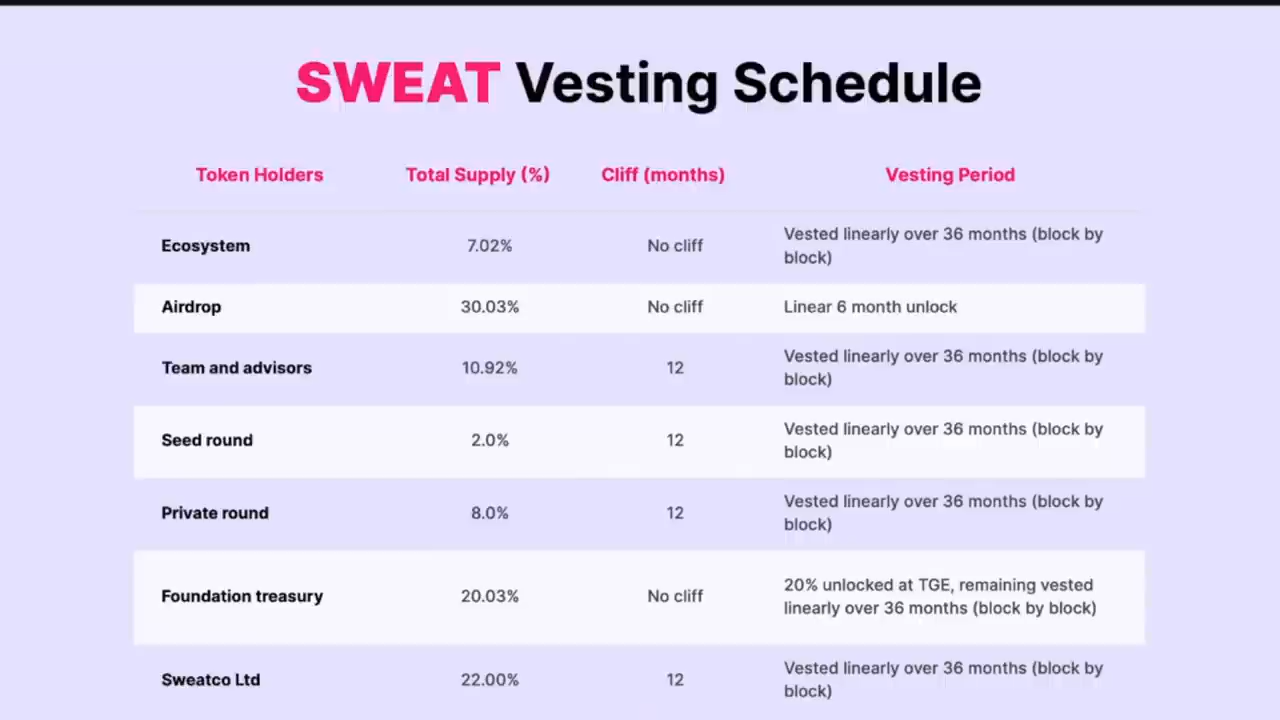 SWEAT Vesting Schedule
Token Holders Total Supply (%) Cliff (months) Vesting Period
Ecosystem 7.02% No cliff Vested linearly over 36 months (block by
block)
Airdrop 30.03% No cliff Linear 6 month unlock
Team and advisors 10.92% 12 Vested linearly over 36 months (block by
block)
Seed round 2.0% 12 Vested linearly over 36 months (block by
block)
Private round 8.0% 12 Vested linearly over 36 months (block by
block)
Foundation treasury 20.03% No cliff 20% unlocked at TGE, remaining vested
linearly over 36 months (block by block)
Sweatco Ltd 22.00% 12 Vested linearly over 36 months (block by
block)